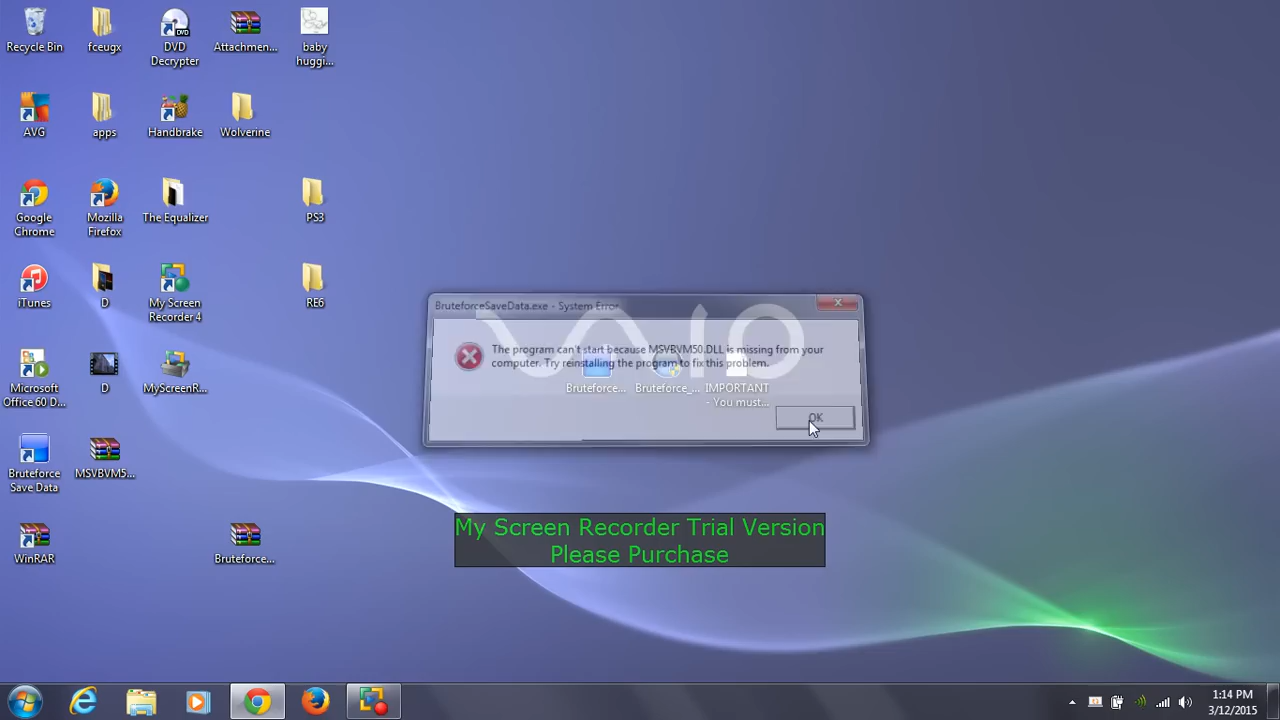 Recycle Bin
fceugx
DVD
Decrypter
Attachmen...
baby
huggi...
AVG
apps
Handbrake
Wolverine
Google
Chrome
Mozilla
Firefox
The Equalizer
PS3
iTunes
D
My Screen
Recorder 4
RE6
Microsoft
Office 60 D...
D
MyScreenR...
Bruteforce
Save Data
MSVBVM5...
WinRAR
Bruteforce...
BruteforceSaveData.exe - System Error
The program can't start because MSVBVM50.DLL is missing from your
computer. Try reinstalling the program to fix this problem.
Bruteforce...
Bruteforce_...
IMPORTANT
- You must...
OK
VAIO
My Screen Recorder Trial Version
Please Purchase
1:14 PM
3/12/2015